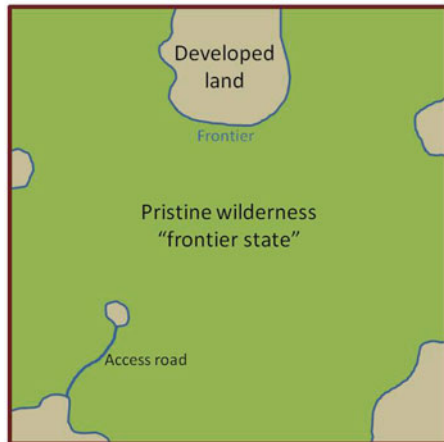 Developed
land
Frontier
Pristine wilderness
“frontier state”
Access road